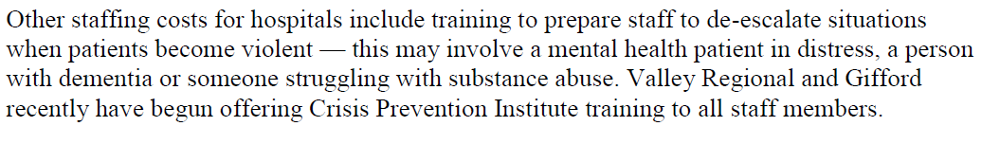 Other staffing costs for hospitals include training to prepare staff to de-escalate situations
when patients become violent — this may involve a mental health patient in distress, a person
with dementia or someone struggling with substance abuse. Valley Regional and Gifford
recently have begun offering Crisis Prevention Institute training to all staff members.